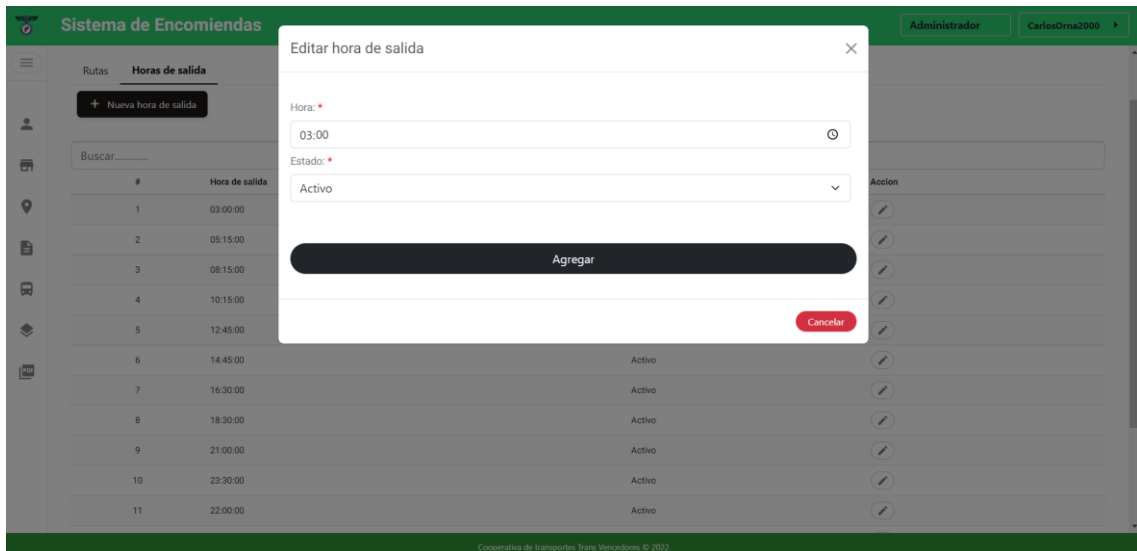 Sistema de Encomiendas
Administrador
CarlosOrna2000
Editar hora de salida
Rutas Horas de salida
+ Nueva hora de salida
Hora: *
03:00
Buscar............
Estado: *
Activo
# Hora de salida Accion
1 03:00:00
2 05:15:00
3 08:15:00
Agregar
4 10:15:00
Cancelar
5 12:45:00
6 14:45:00 Activo
7 16:30:00 Activo
8 18:30:00 Activo
9 21:00:00 Activo
10 23:30:00 Activo
11 22:00:00 Activo
PDF
Cooperativa de transportes Trans Vencedores © 2022